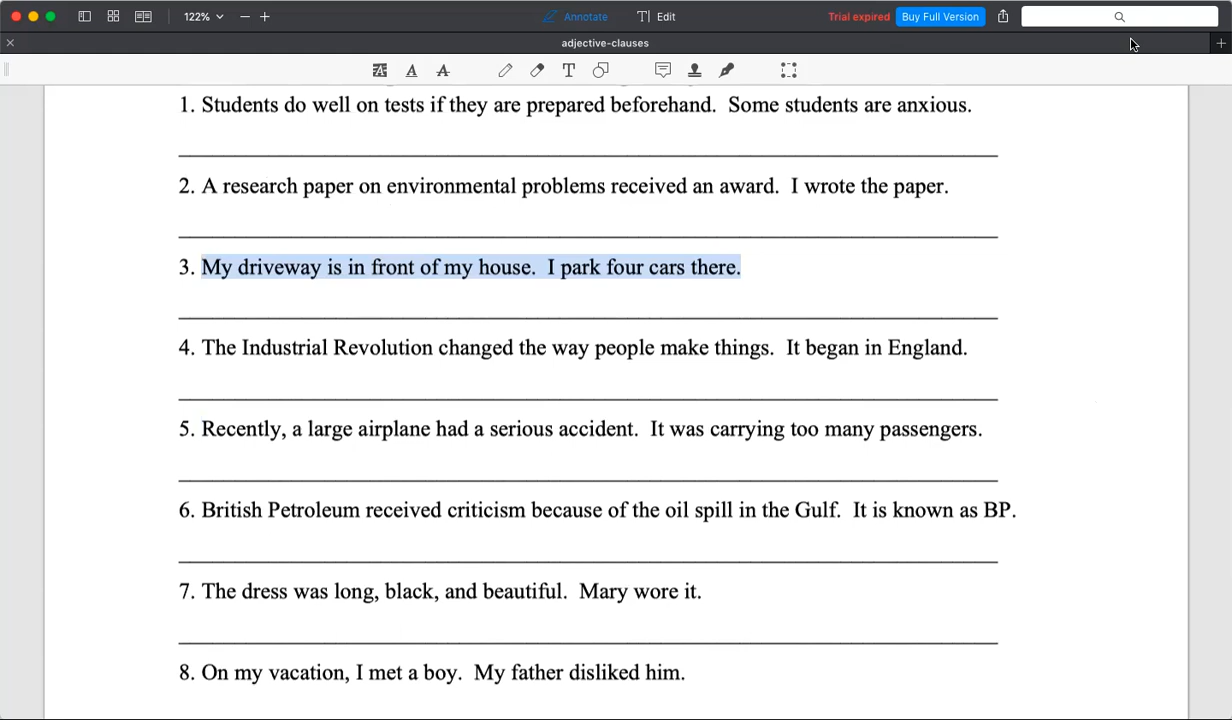 122%
Annotate
T| Edit
Trial expired
Buy Full Version
adjective-clauses
1. Students do well on tests if they are prepared beforehand.  Some students are anxious.
2. A research paper on environmental problems received an award.  I wrote the paper.
3. My driveway is in front of my house.  I park four cars there.
4. The Industrial Revolution changed the way people make things.  It began in England.
5. Recently, a large airplane had a serious accident.  It was carrying too many passengers.
6. British Petroleum received criticism because of the oil spill in the Gulf.  It is known as BP.
7. The dress was long, black, and beautiful.  Mary wore it.
8. On my vacation, I met a boy.  My father disliked him.